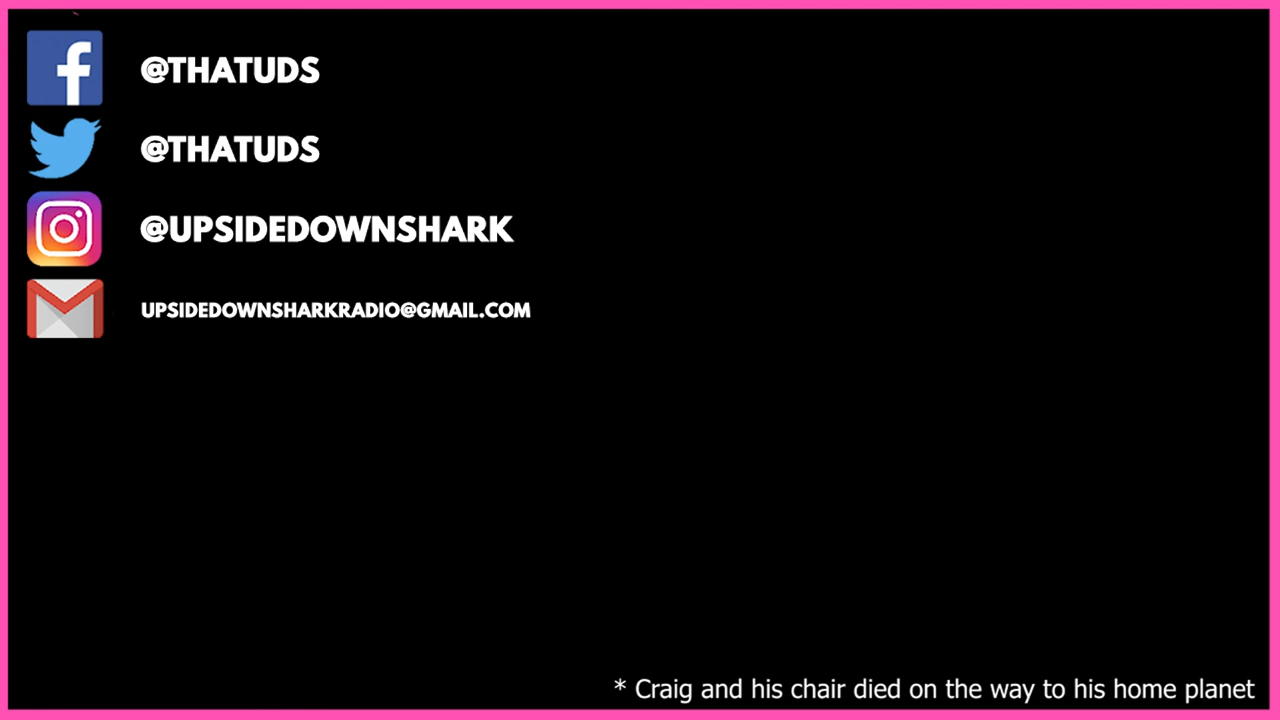 @THATUDS
@THATUDS
@UPSIDEDOWNSHARK
UPSIDEDOWNSHARKRADIO@GMAIL.COM
* Craig and his chair died on the way to his home planet